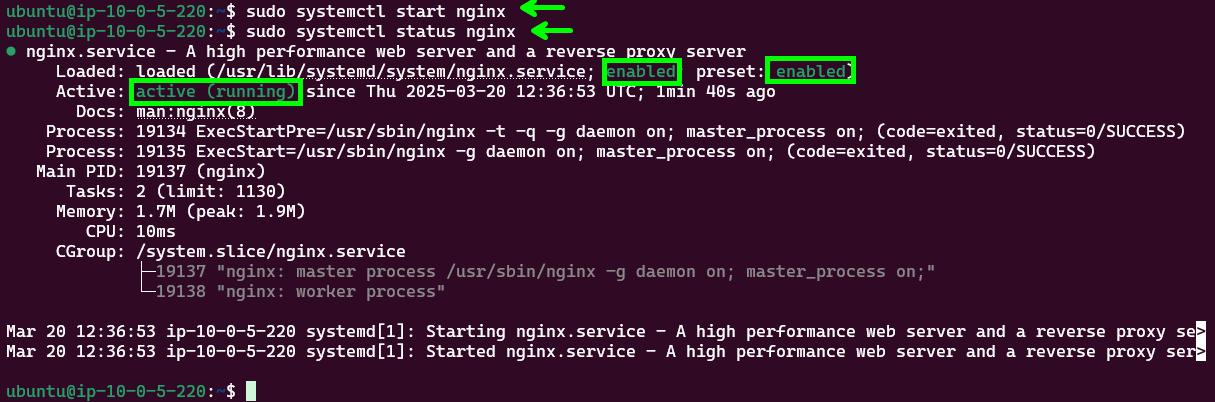 ubuntu@ip-10-0-5-220:~$ sudo systemctl start nginx
ubuntu@ip-10-0-5-220:~$ sudo systemctl status nginx
● nginx.service - A high performance web server and a reverse proxy server
Loaded: loaded (/usr/lib/systemd/system/nginx.service; enabled preset: enabled)
Active: active (running) since Thu 2025-03-20 12:36:53 UTC; 1min 40s ago
Docs: man:nginx(8)
Process: 19134 ExecStartPre=/usr/sbin/nginx -t -q -g daemon on; master_process on; (code=exited, status=0/SUCCESS)
Process: 19135 ExecStart=/usr/sbin/nginx -g daemon on; master_process on; (code=exited, status=0/SUCCESS)
Main PID: 19137 (nginx)
Tasks: 2 (limit: 1130)
Memory: 1.7M (peak: 1.9M)
CPU: 10ms
CGroup: /system.slice/nginx.service
├─19137 "nginx: master process /usr/sbin/nginx -g daemon on; master_process on;"
└─19138 "nginx: worker process"
Mar 20 12:36:53 ip-10-0-5-220 systemd[1]: Starting nginx.service - A high performance web server and a reverse proxy se>
Mar 20 12:36:53 ip-10-0-5-220 systemd[1]: Started nginx.service - A high performance web server and a reverse proxy ser>
ubuntu@ip-10-0-5-220:~$